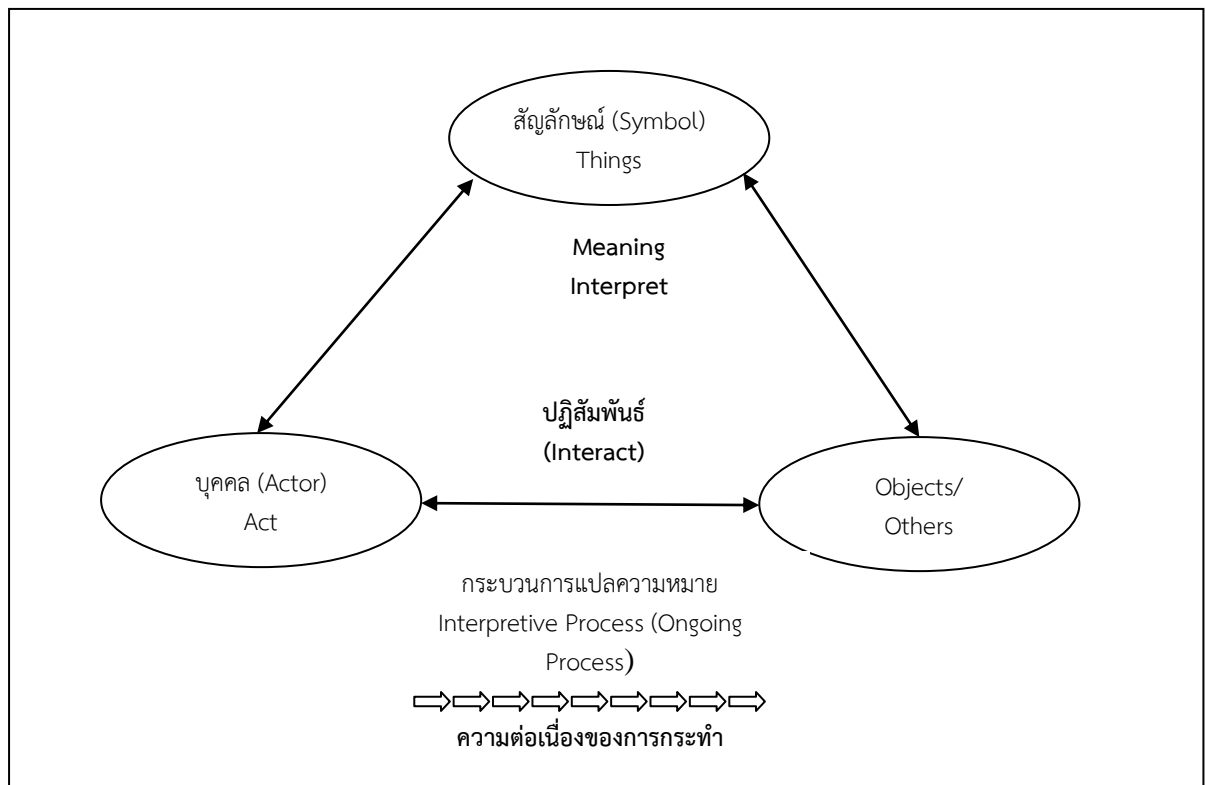 สัญลักษณ์ (Symbol)
Things
Meaning
Interpret
ปฏิสัมพันธ์
(Interact)
บุคคล (Actor)
Act
Objects/
Others
กระบวนการแปลความหมาย
Interpretive Process (Ongoing
Process)
ความต่อเนื่องของการกระทำ